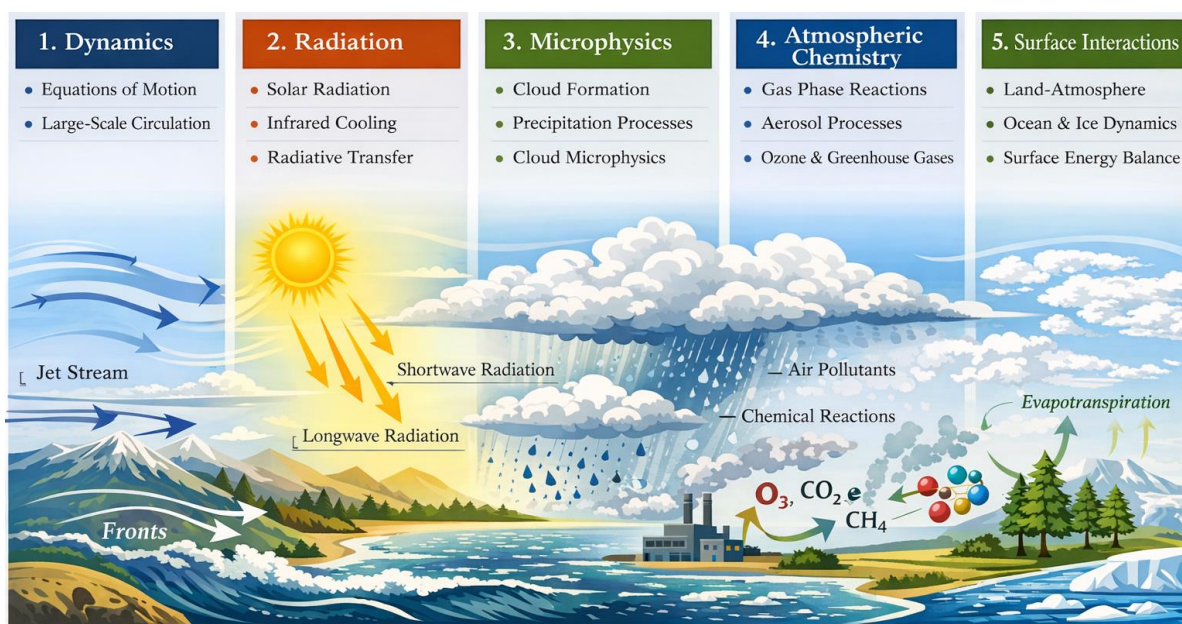 1. Dynamics
• Equations of Motion
• Large-Scale Circulation
2. Radiation
• Solar Radiation
• Infrared Cooling
• Radiative Transfer
3. Microphysics
• Cloud Formation
• Precipitation Processes
• Cloud Microphysics
4. Atmospheric
Chemistry
• Gas Phase Reactions
• Aerosol Processes
• Ozone & Greenhouse Gases
5. Surface Interactions
• Land-Atmosphere
• Ocean & Ice Dynamics
• Surface Energy Balance
Jet Stream
Fronts
Shortwave Radiation
Longwave Radiation
Air Pollutants
Chemical Reactions
O₃, CO₂ e
CH₄
Evapotranspiration